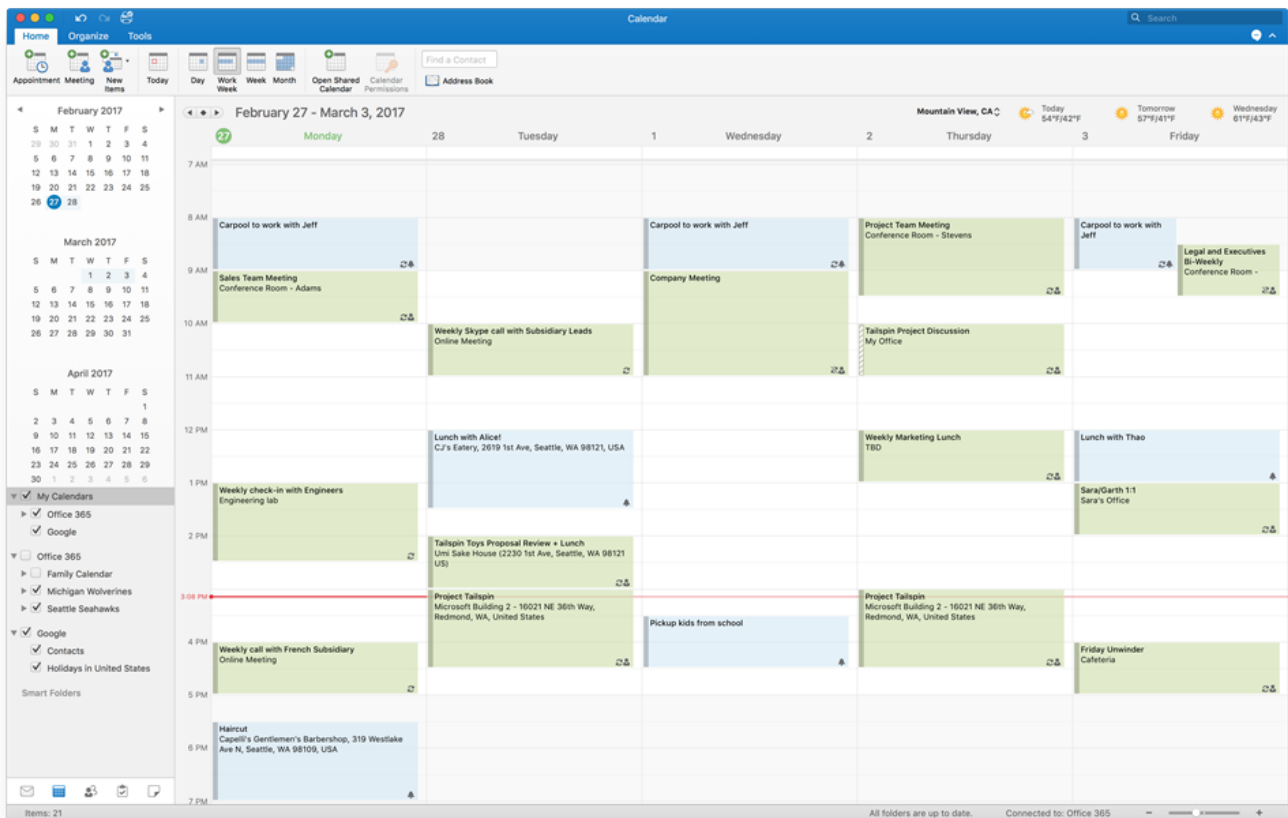 Calendar
Search
Home Organize Tools
Appointment Meeting New Items Today Day Work Week Week Month Open Shared Calendar Calendar Permissions
Find a Contact
Address Book
February 2017
S M T W T F S
29 30 31 1 2 3 4
5 6 7 8 9 10 11
12 13 14 15 16 17 18
19 20 21 22 23 24 25
26 27 28
March 2017
S M T W T F S
1 2 3 4
5 6 7 8 9 10 11
12 13 14 15 16 17 18
19 20 21 22 23 24 25
26 27 28 29 30 31
April 2017
S M T W T F S
1
2 3 4 5 6 7 8
9 10 11 12 13 14 15
16 17 18 19 20 21 22
23 24 25 26 27 28 29
30 1 2 3 4 5 6
My Calendars
Office 365
Google
Office 365
Family Calendar
Michigan Wolverines
Seattle Seahawks
Google
Contacts
Holidays in United States
Smart Folders
February 27 - March 3, 2017
Mountain View, CA
Today
54°F/42°F
Tomorrow
57°F/41°F
Wednesday
61°F/43°F
27 Monday
28 Tuesday
1 Wednesday
2 Thursday
3 Friday
7 AM
8 AM
9 AM
10 AM
11 AM
12 PM
1 PM
2 PM
3:08 PM
4 PM
5 PM
6 PM
7 PM
Carpool to work with Jeff
Sales Team Meeting
Conference Room - Adams
Weekly check-in with Engineers
Engineering lab
Weekly call with French Subsidiary
Online Meeting
Haircut
Capelli's Gentlemen's Barbershop, 319 Westlake
Ave N, Seattle, WA 98109, USA
Weekly Skype call with Subsidiary Leads
Online Meeting
Lunch with Alice!
CJ's Eatery, 2619 1st Ave, Seattle, WA 98121, USA
Tailspin Toys Proposal Review + Lunch
Umi Sake House (2230 1st Ave, Seattle, WA 98121
US)
Project Tailspin
Microsoft Building 2 - 16021 NE 36th Way,
Redmond, WA, United States
Carpool to work with Jeff
Company Meeting
Pickup kids from school
Project Team Meeting
Conference Room - Stevens
Tailspin Project Discussion
My Office
Weekly Marketing Lunch
TBD
Project Tailspin
Microsoft Building 2 - 16021 NE 36th Way,
Redmond, WA, United States
Carpool to work with
Jeff
Legal and Executives
Bi-Weekly
Conference Room -
Lunch with Thao
Sara/Garth 1:1
Sara's Office
Friday Unwinder
Cafeteria
Items: 21
All folders are up to date.
Connected to: Office 365